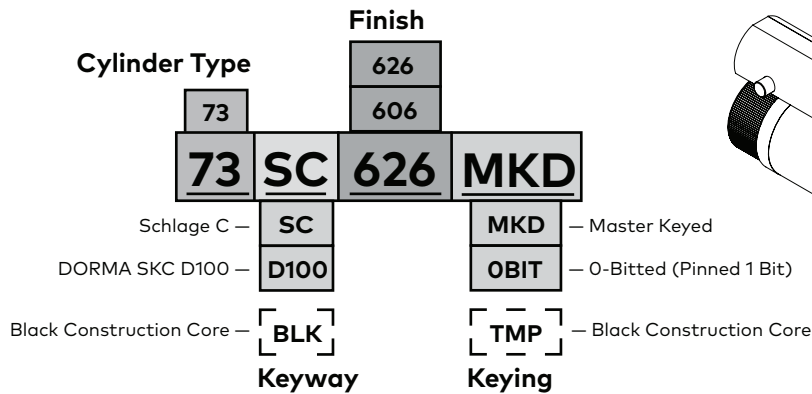 Finish
626
Cylinder Type
73
606
73 SC 626 MKD
Schlage C — SC
MKD — Master Keyed
DORMA SKC D100 — D100
0BIT — 0-Bitted (Pinned 1 Bit)
Black Construction Core — BLK
TMP — Black Construction Core
Keyway
Keying